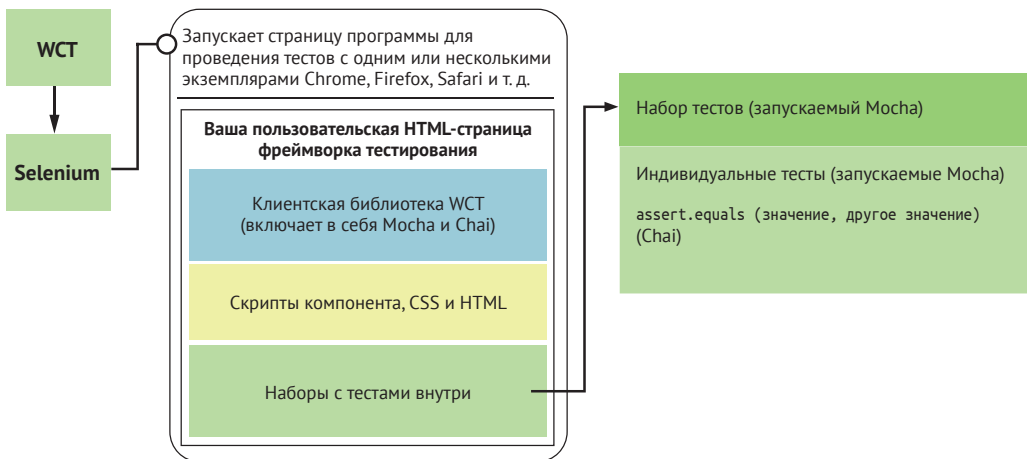 WCT
Selenium
Запускает страницу программы для
проведения тестов с одним или несколькими
экземплярами Chrome, Firefox, Safari и т. д.
Ваша пользовательская HTML-страница
фреймворка тестирования
Клиентская библиотека WCT
(включает в себя Mocha и Chai)
Скрипты компонента, CSS и HTML
Наборы с тестами внутри
Набор тестов (запускаемый Mocha)
Индивидуальные тесты (запускаемые Mocha)
assert.equals (значение, другое значение)
(Chai)